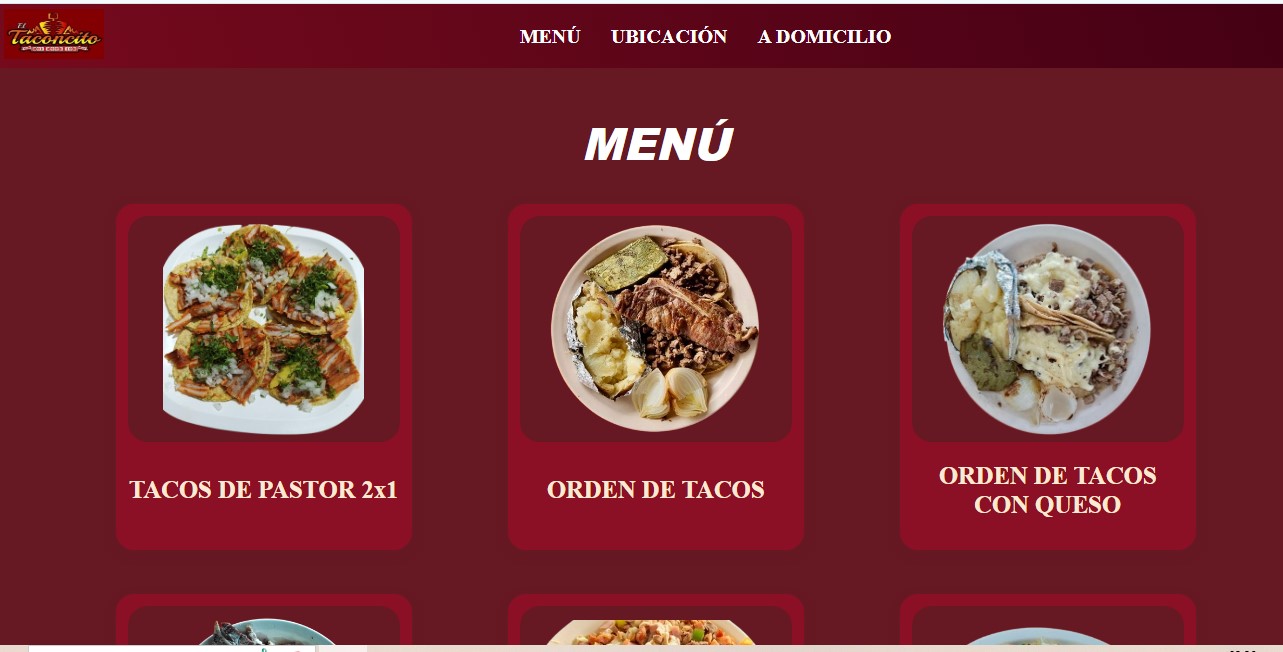 El
Taconcito
MENÚ UBICACIÓN A DOMICILIO
MENÚ
TACOS DE PASTOR 2x1
ORDEN DE TACOS
ORDEN DE TACOS
CON QUESO